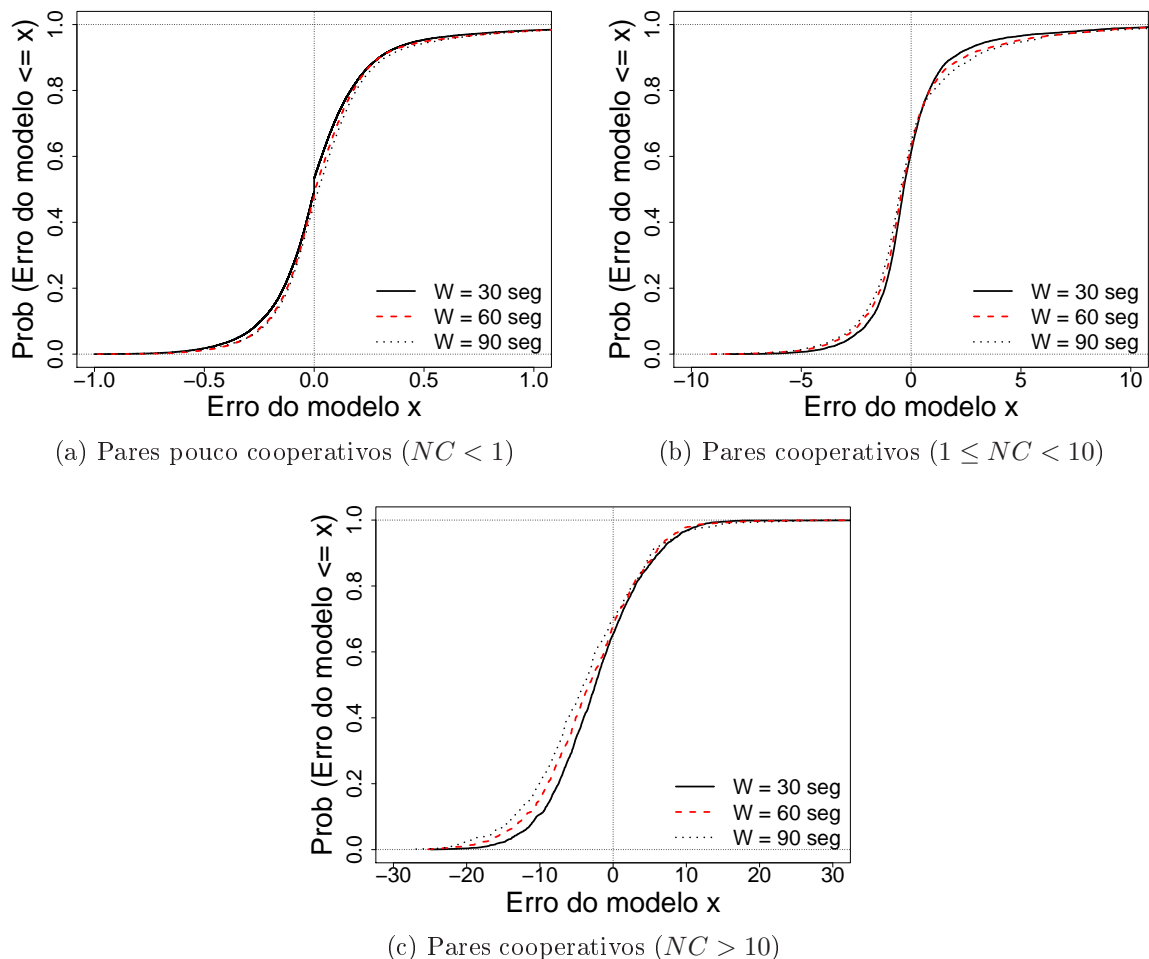 Prob (Erro do modelo <= x)
1.0
0.8
0.6
0.4
0.2
0.0
W = 30 seg
W = 60 seg
W = 90 seg
−1.0 −0.5 0.0 0.5 1.0
Erro do modelo x
(a) Pares pouco cooperativos (NC < 1)
Prob (Erro do modelo <= x)
1.0
0.8
0.6
0.4
0.2
0.0
W = 30 seg
W = 60 seg
W = 90 seg
−10 −5 0 5 10
Erro do modelo x
(b) Pares cooperativos (1 ≤ NC < 10)
Prob (Erro do modelo <= x)
1.0
0.8
0.6
0.4
0.2
0.0
W = 30 seg
W = 60 seg
W = 90 seg
−30 −20 −10 0 10 20 30
Erro do modelo x
(c) Pares cooperativos (NC > 10)